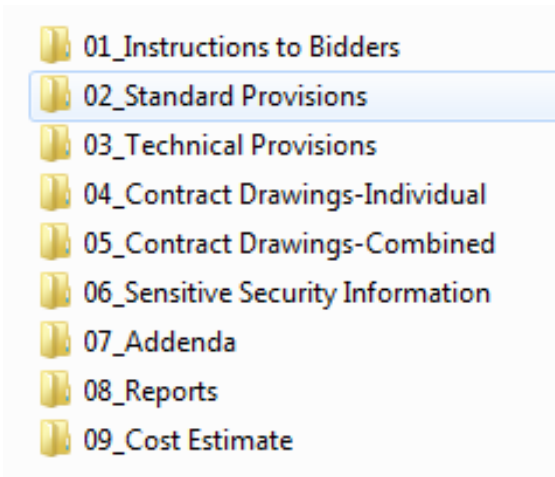 01_Instructions to Bidders
02_Standard Provisions
03_Technical Provisions
04_Contract Drawings-Individual
05_Contract Drawings-Combined
06_Sensitive Security Information
07_Addenda
08_Reports
09_Cost Estimate